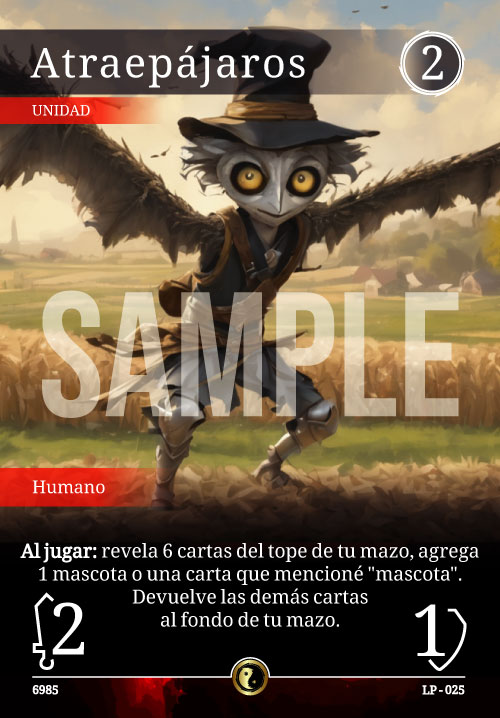 Atraepájaros
2
UNIDAD
SAMPLE
Humano
Al jugar: revela 6 cartas del tope de tu mazo, agrega
1 mascota o una carta que mencioné "mascota".
Devuelve las demás cartas
al fondo de tu mazo.
2
1
6985
LP - 025